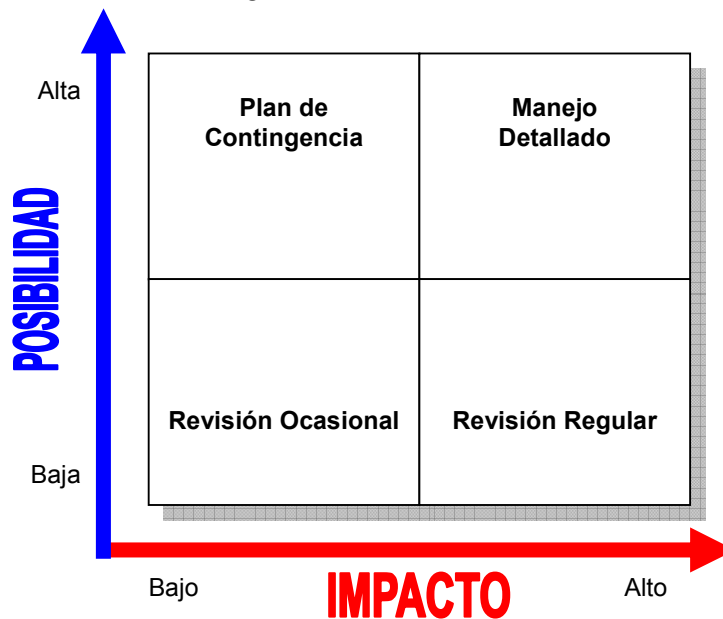 Alta
Plan de
Contingencia
Manejo
Detallado
POSIBILIDAD
Revisión Ocasional
Revisión Regular
Baja
Bajo
IMPACTO
Alto